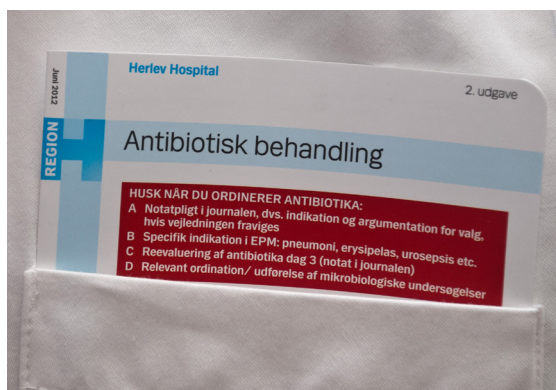 Juni 2012
REGION
Herlev Hospital
2. udgave
Antibiotisk behandling
HUSK NÅR DU ORDINERER ANTIBIOTIKA:
A Notatpligt i journalen, dvs. indikation og argumentation for valg,
hvis vejledningen fraviges
B Specifik indikation i EPM: pneumoni, erysipelas, urosepsis etc.
C Reevaluering af antibiotika dag 3 (notat i journalen)
D Relevant ordination/ udførelse af mikrobiologiske undersøgelser